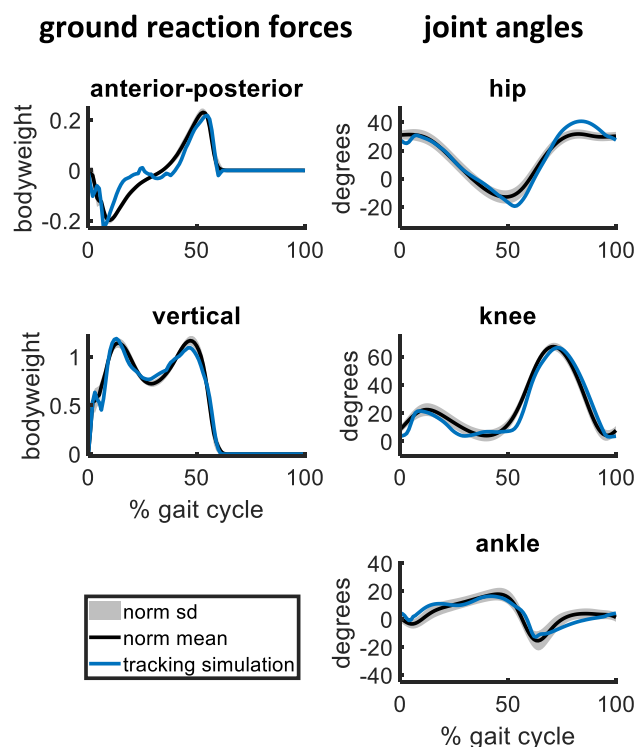 ground reaction forces
joint angles
anterior-posterior
0.2
0
-0.2
bodyweight
0 50 100
hip
40
20
0
-20
degrees
0 50 100
vertical
1
0.5
0
bodyweight
0 50 100
% gait cycle
knee
60
40
20
0
degrees
0 50 100
ankle
40
20
0
-20
-40
degrees
0 50 100
% gait cycle
norm sd
norm mean
tracking simulation